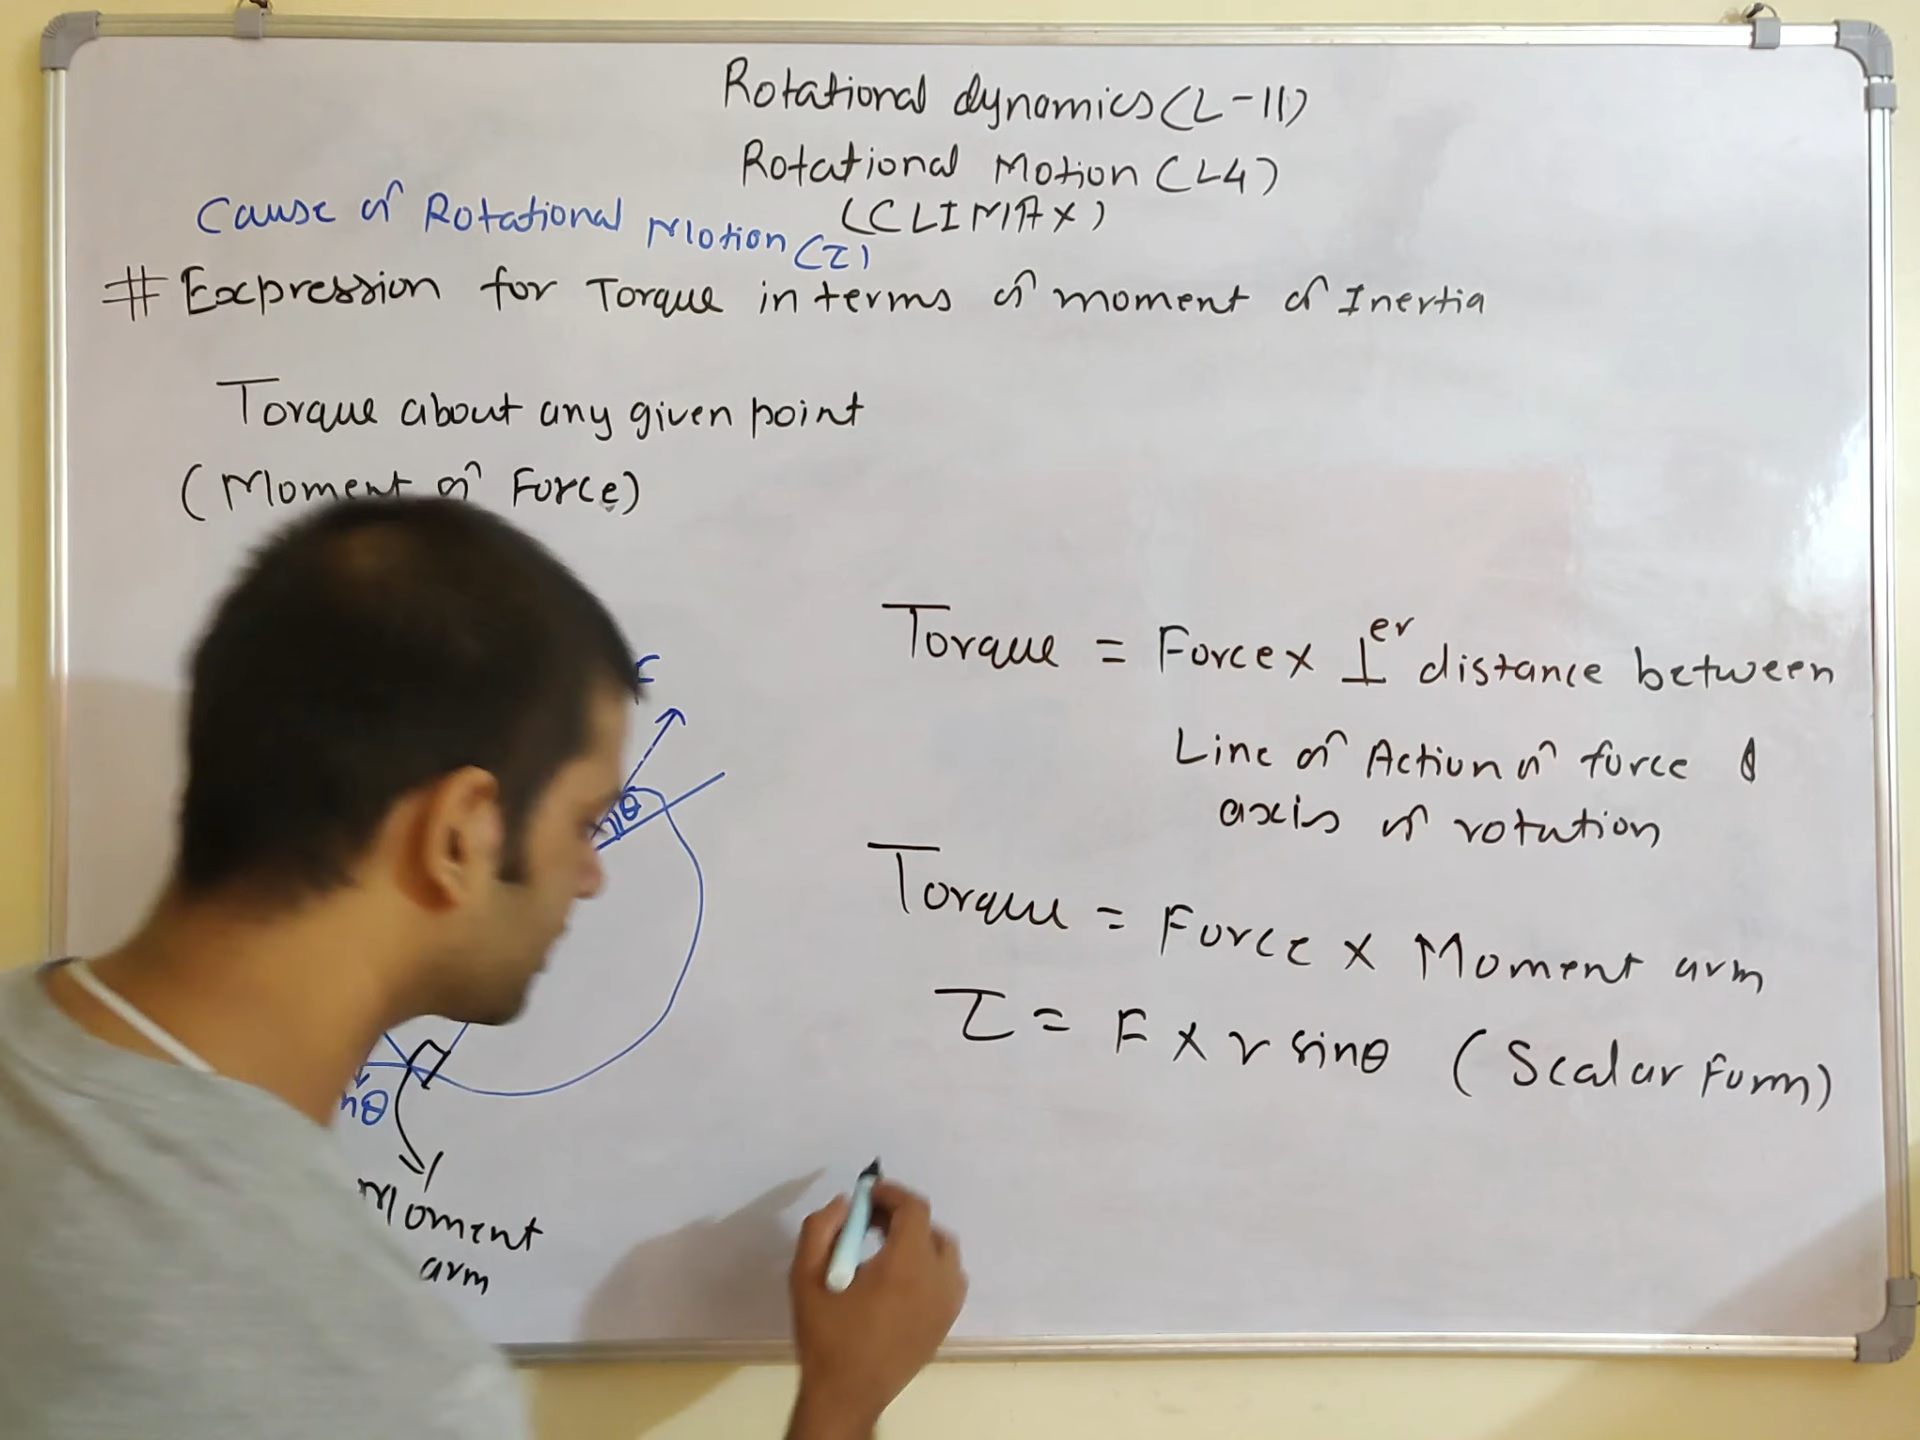 Rotational dynamics (L-11)
Rotational Motion (L4)
(CLIMAX)
Cause of Rotational Motion (τ)
# Expression for Torque in terms of moment of Inertia
Torque about any given point
(Moment of Force)
F
θ
θ
Moment
arm
Torque = Force × ⊥er distance between
Line of Action of force &
axis of rotation
Torque = Force × Moment arm
τ = F × r sinθ (Scalar Form)